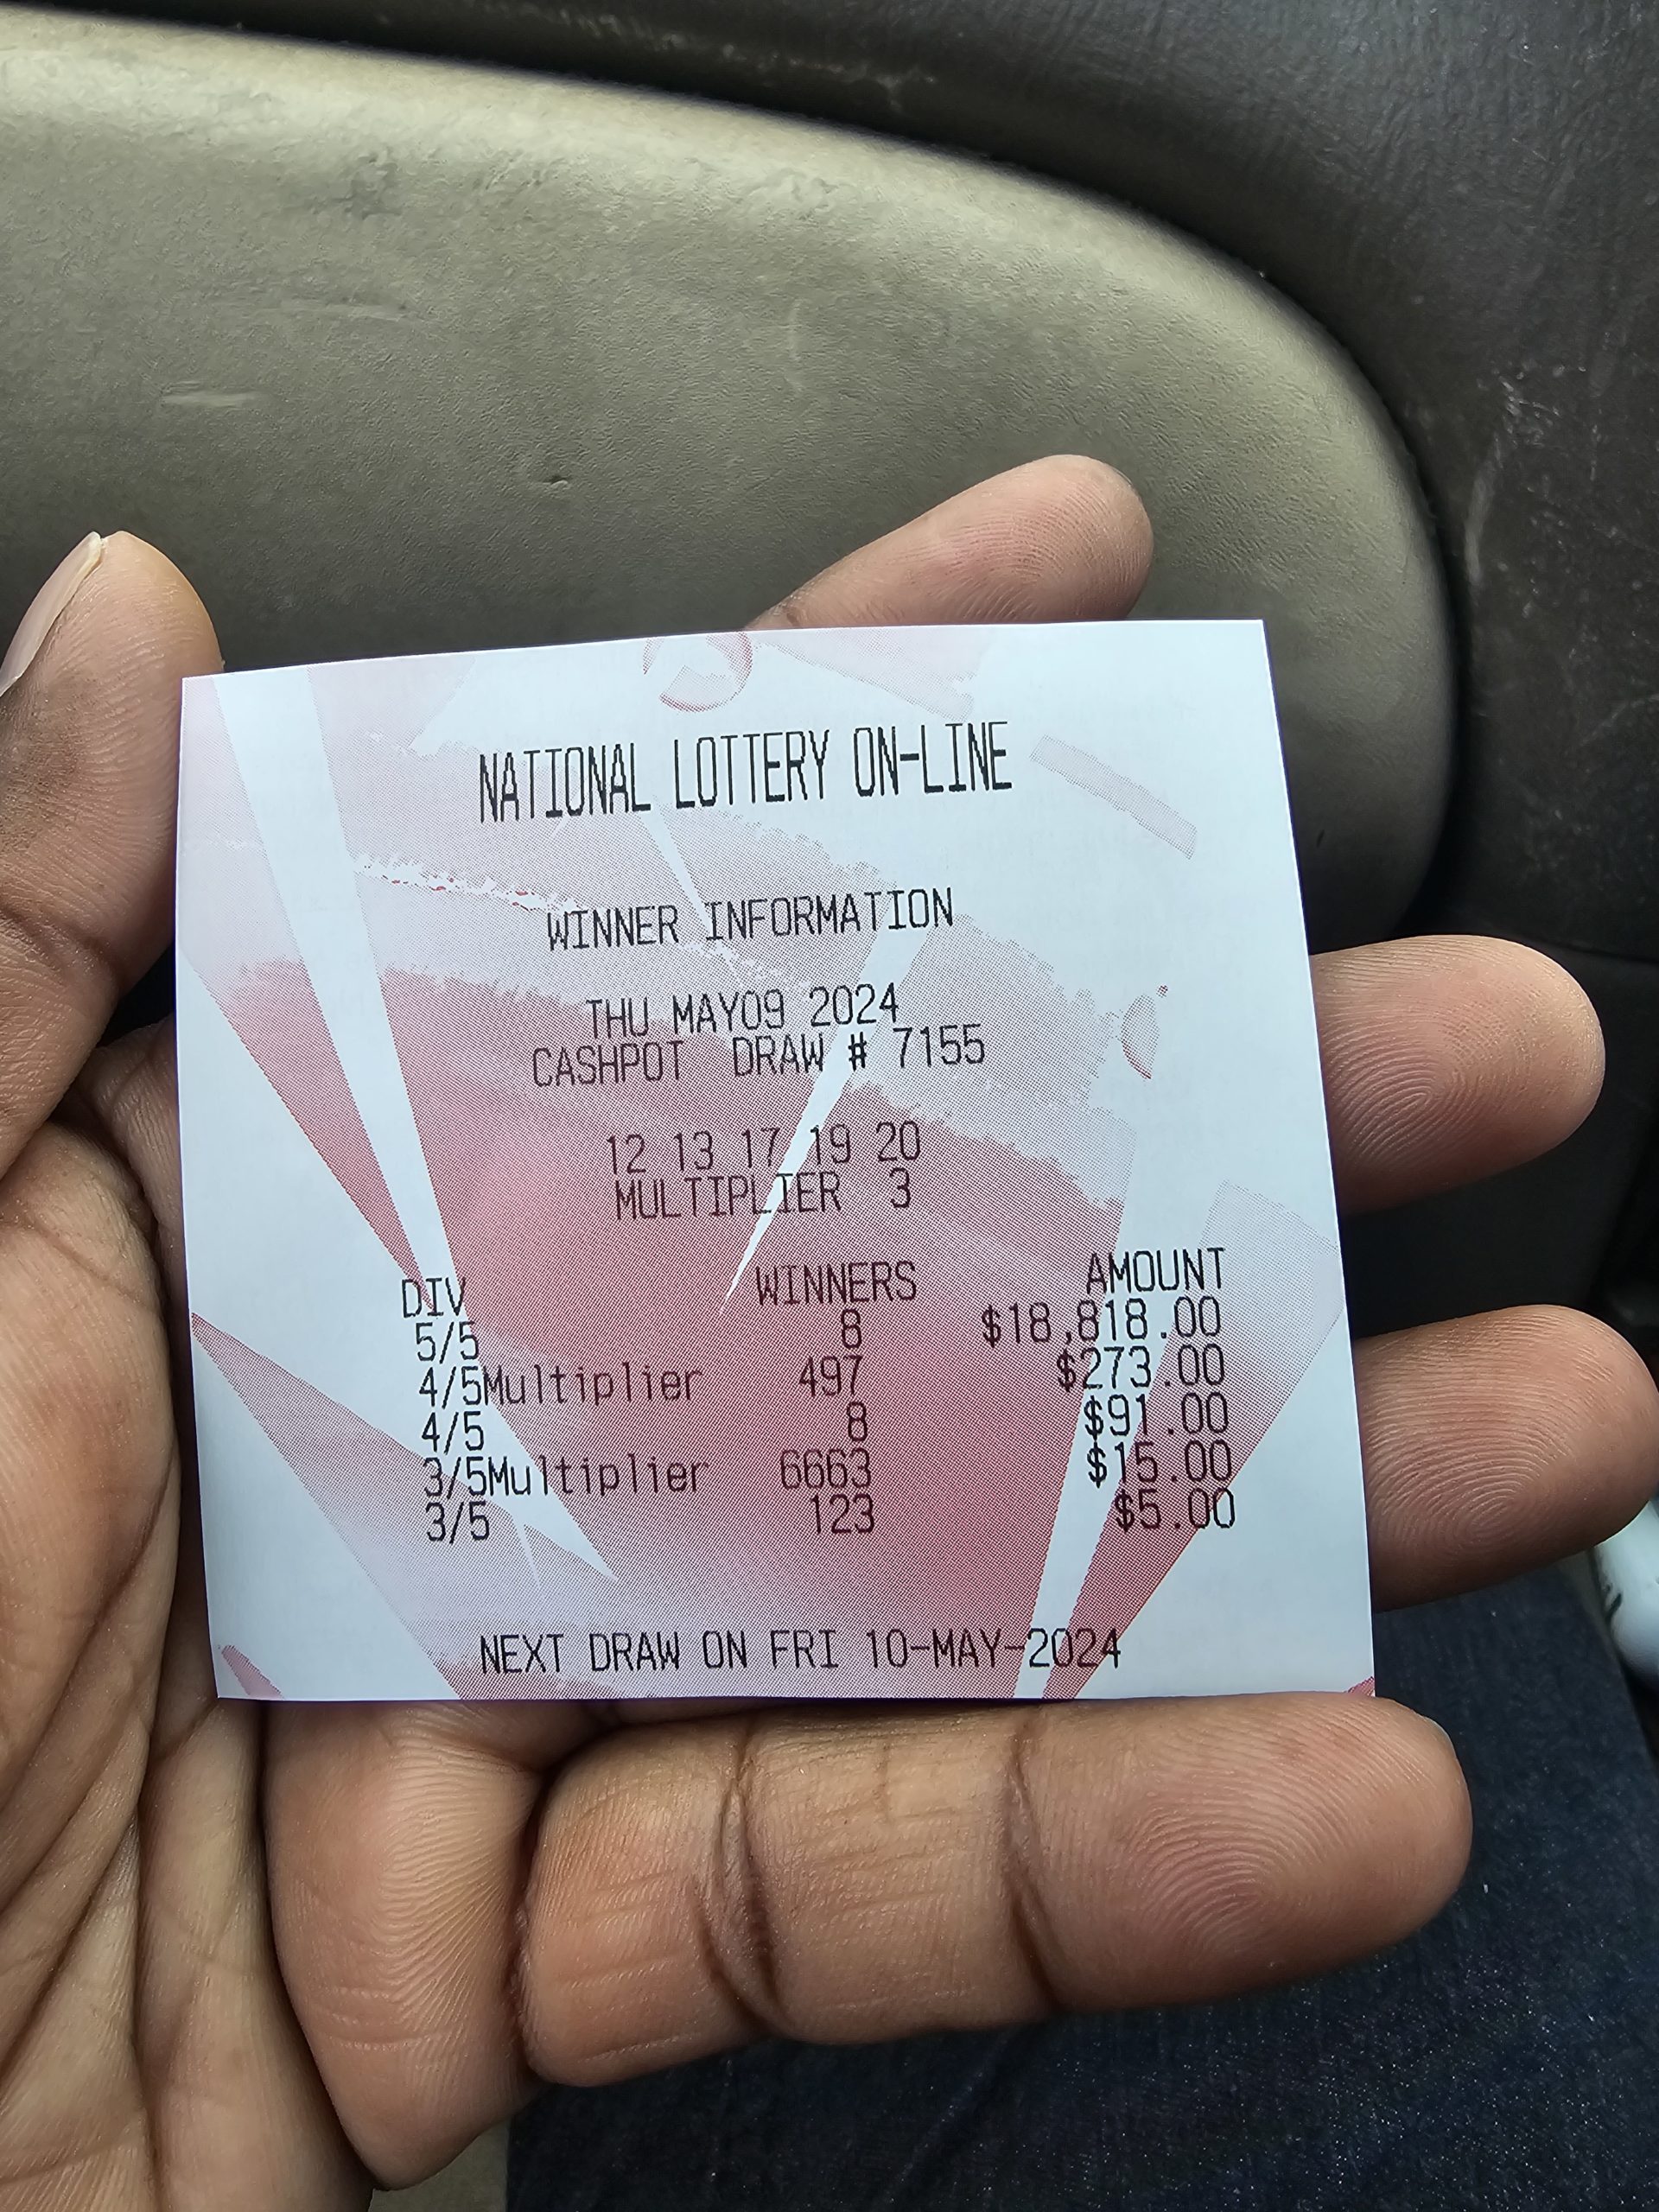 NATIONAL LOTTERY ON-LINE
WINNER INFORMATION
THU MAY09 2024
CASHPOT DRAW # 7155
12 13 17 19 20
MULTIPLIER 3
DIV WINNERS AMOUNT
5/5 8 $18,818.00
4/5Multiplier 497 $273.00
4/5 8 $91.00
3/5Multiplier 6663 $15.00
3/5 123 $5.00
NEXT DRAW ON FRI 10-MAY-2024